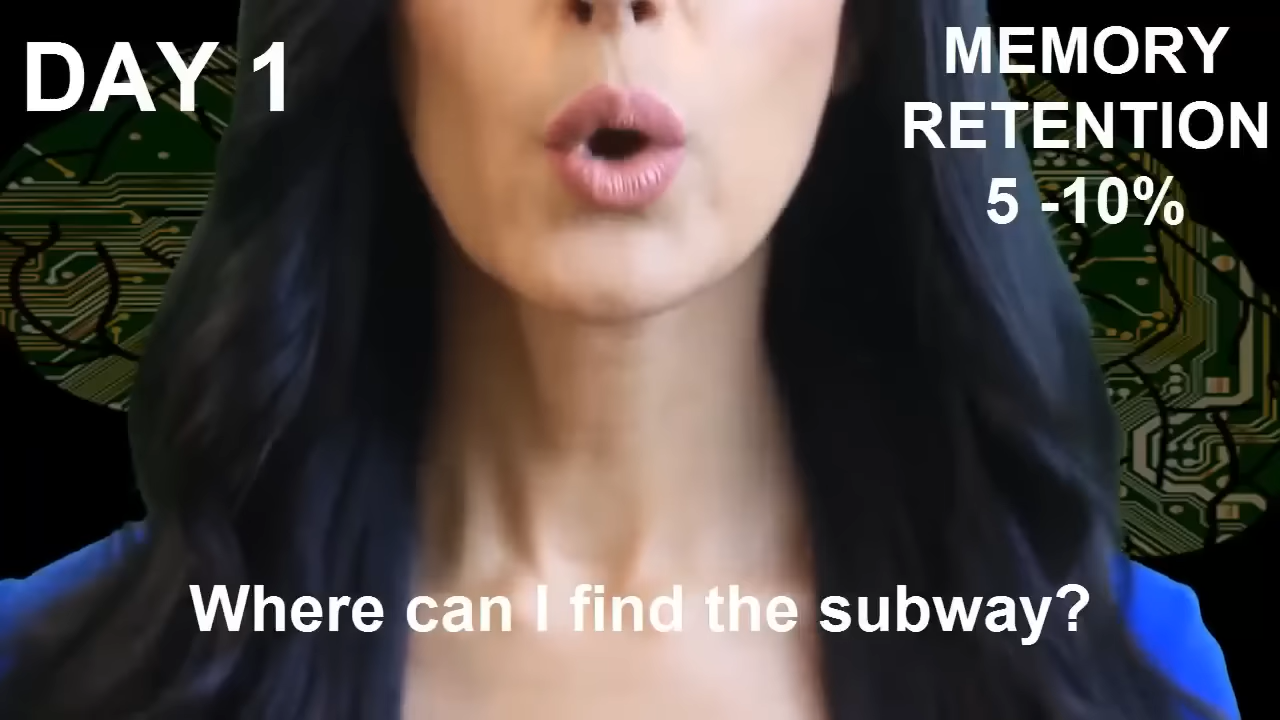 DAY 1
MEMORY
RETENTION
5 -10%
Where can I find the subway?